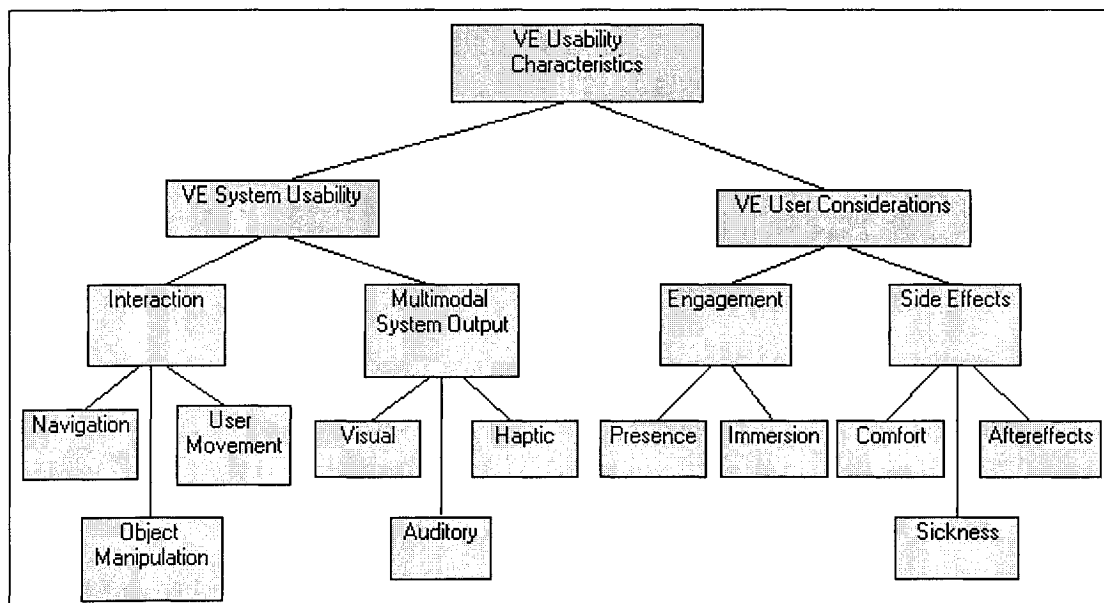 VE Usability
Characteristics
VE System Usability
VE User Considerations
Interaction
Multimodal
System Output
Engagement
Side Effects
Navigation
User
Movement
Visual
Haptic
Presence
Immersion
Comfort
Aftereffects
Object
Manipulation
Auditory
Sickness